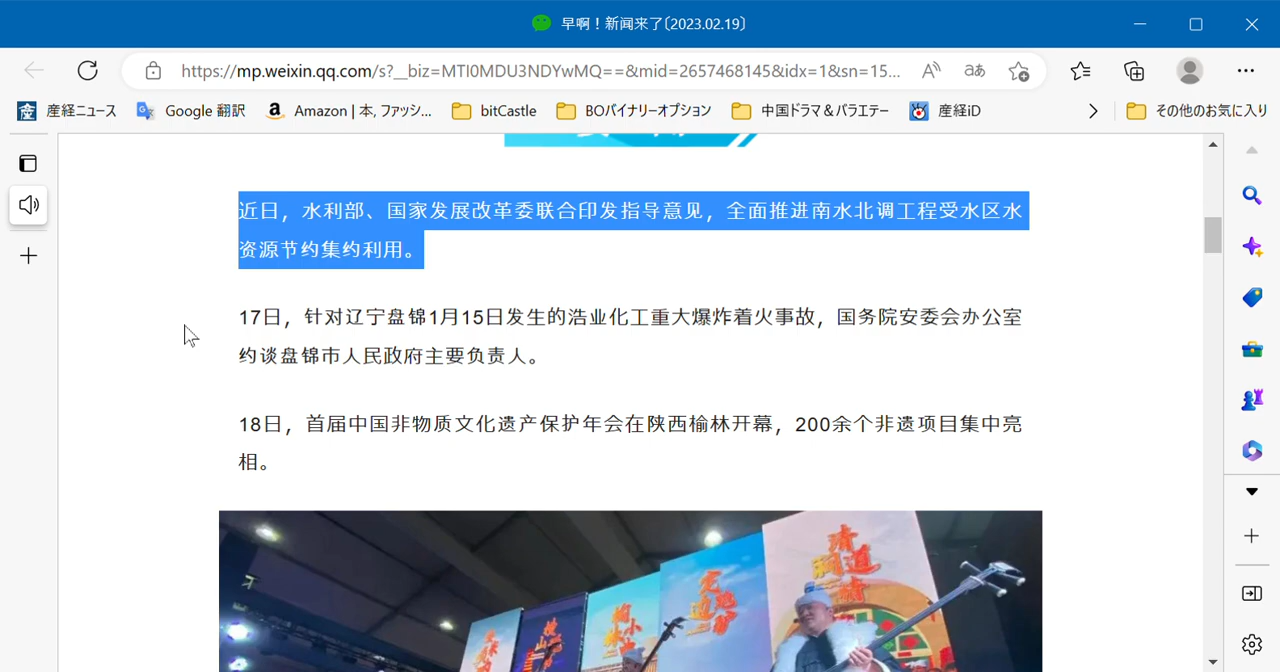 早啊！新闻来了〔2023.02.19〕
https://mp.weixin.qq.com/s?__biz=MTI0MDU3NDYwMQ==&mid=2657468145&idx=1&sn=15...
産経ニュース Google 翻訳 Amazon | 本, ファッシ... bitCastle BOバイナリーオプション 中国ドラマ＆バラエテー 産経iD その他のお気に入り
近日，水利部、国家发展改革委联合印发指导意见，全面推进南水北调工程受水区水
资源节约集约利用。
17日，针对辽宁盘锦1月15日发生的浩业化工重大爆炸着火事故，国务院安委会办公室
约谈盘锦市人民政府主要负责人。
18日，首届中国非物质文化遗产保护年会在陕西榆林开幕，200余个非遗项目集中亮
相。